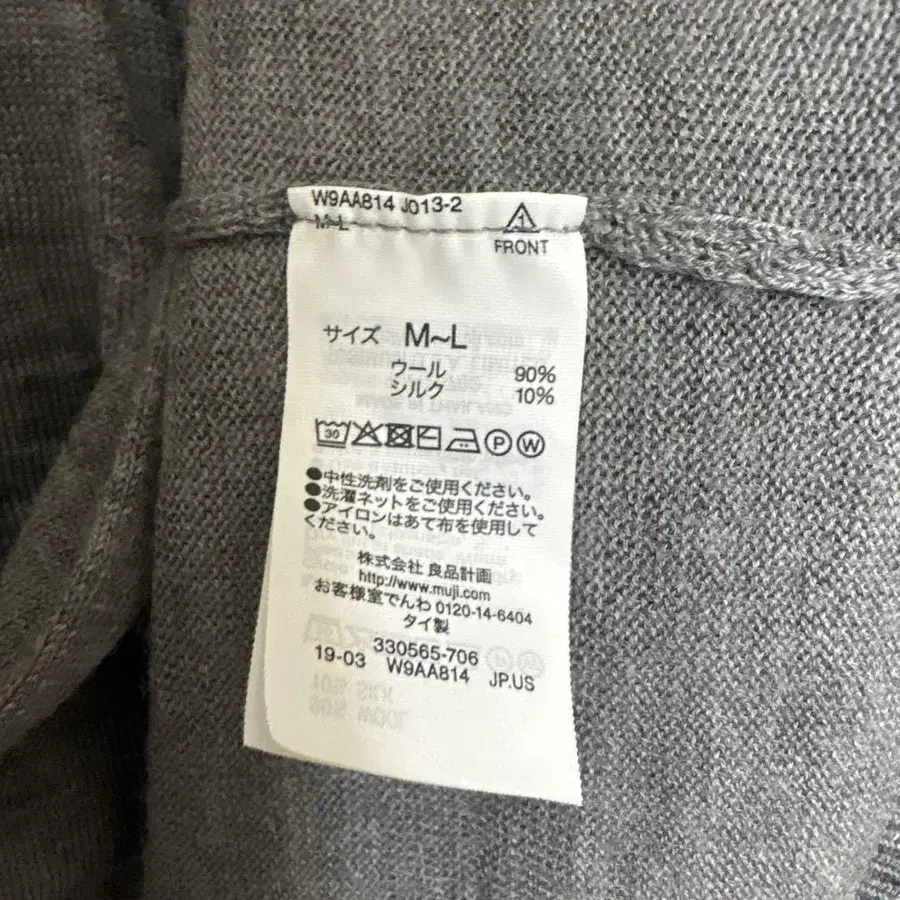 W9AA814 J013-2
M-L
1
FRONT
サイズ M~L
ウール 90%
シルク 10%
30 P W
●中性洗剤をご使用ください。
●洗濯ネットをご使用ください。
●アイロンはあて布を使用して
ください。
株式会社 良品計画
http://www.muji.com
お客様室でんわ 0120-14-6404
タイ製
330565-706
19-03 W9AA814 JP.US